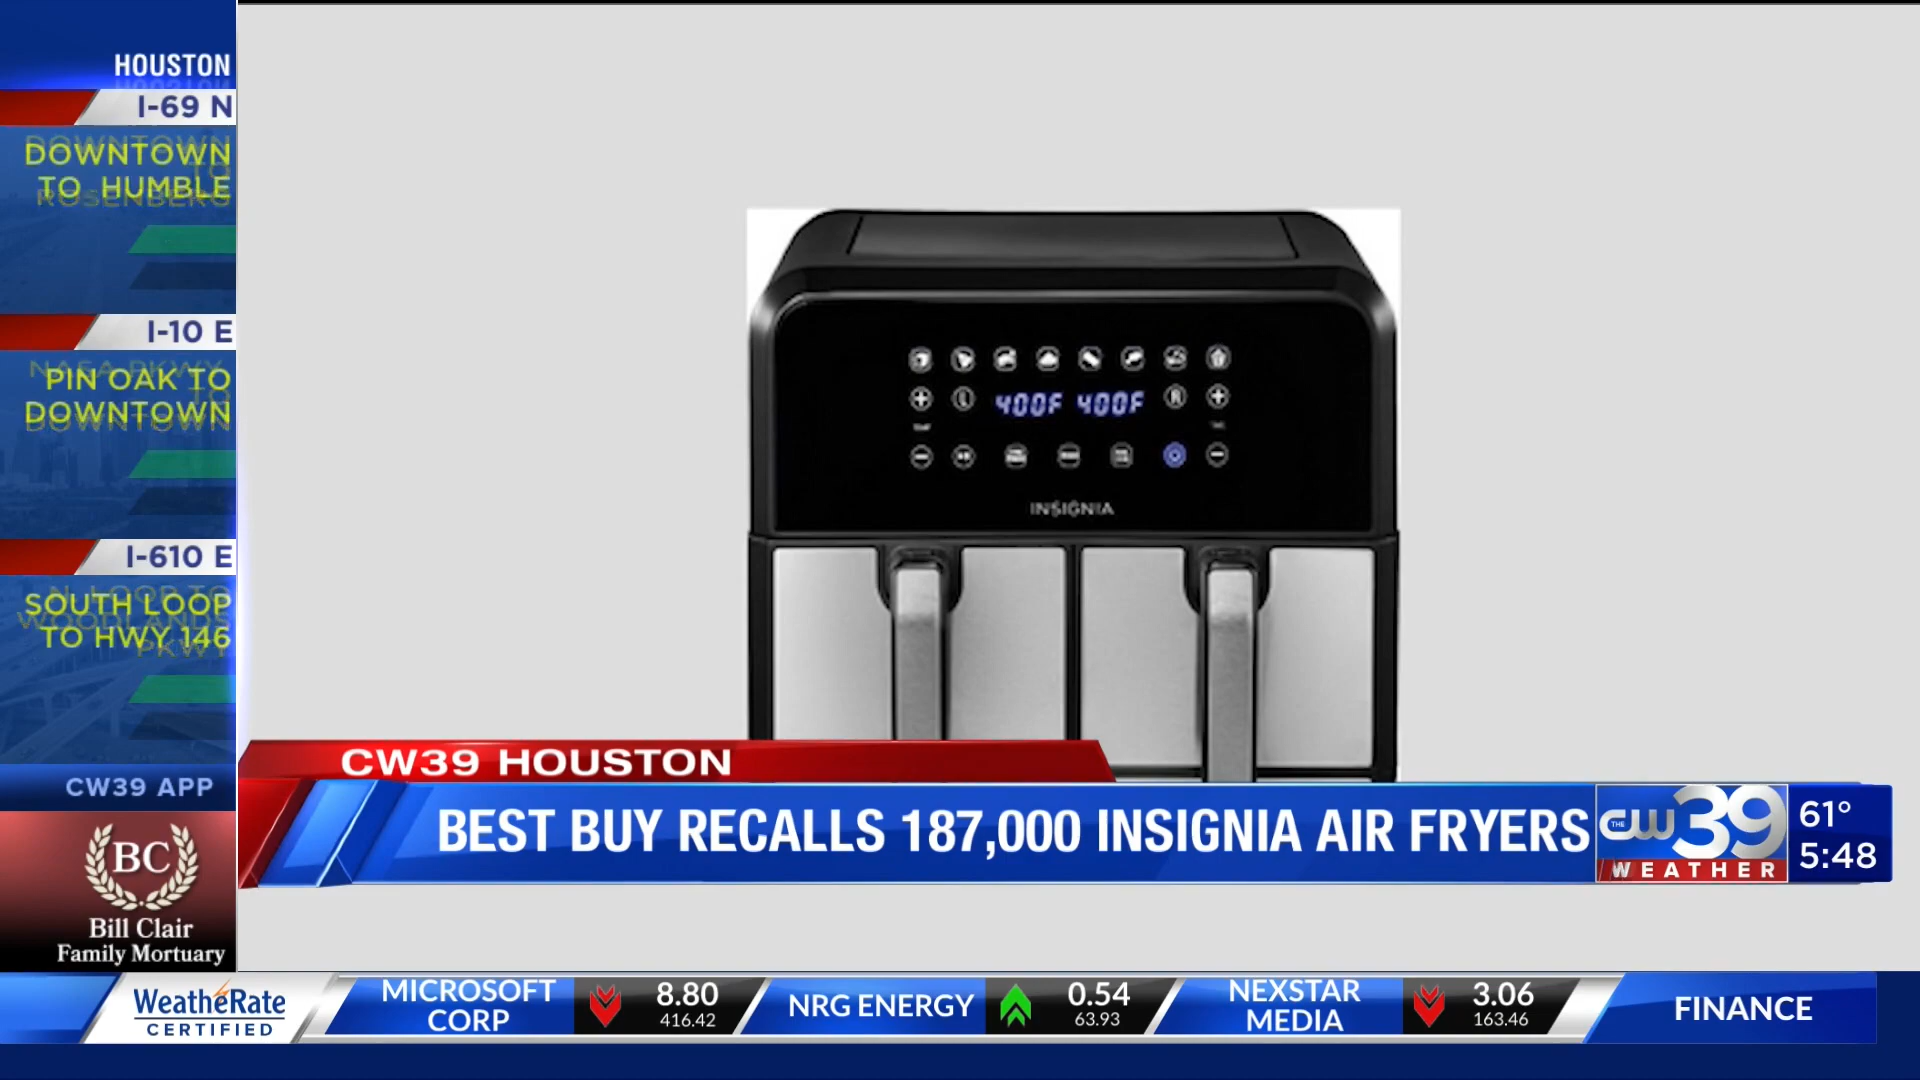 HOUSTON
I-69 N
DOWNTOWN
TO HUMBLE
I-10 E
PIN OAK TO
DOWNTOWN
I-610 E
SOUTH LOOP
TO HWY 146
CW39 APP
BC
Bill Clair
Family Mortuary
400F 400F
INSIGNIA
CW39 HOUSTON
BEST BUY RECALLS 187,000 INSIGNIA AIR FRYERS
THE CW 39
WEATHER
61°
5:48
WeatheRate
CERTIFIED
MICROSOFT
CORP
8.80
416.42
NRG ENERGY
0.54
63.93
NEXSTAR
MEDIA
3.06
163.46
FINANCE